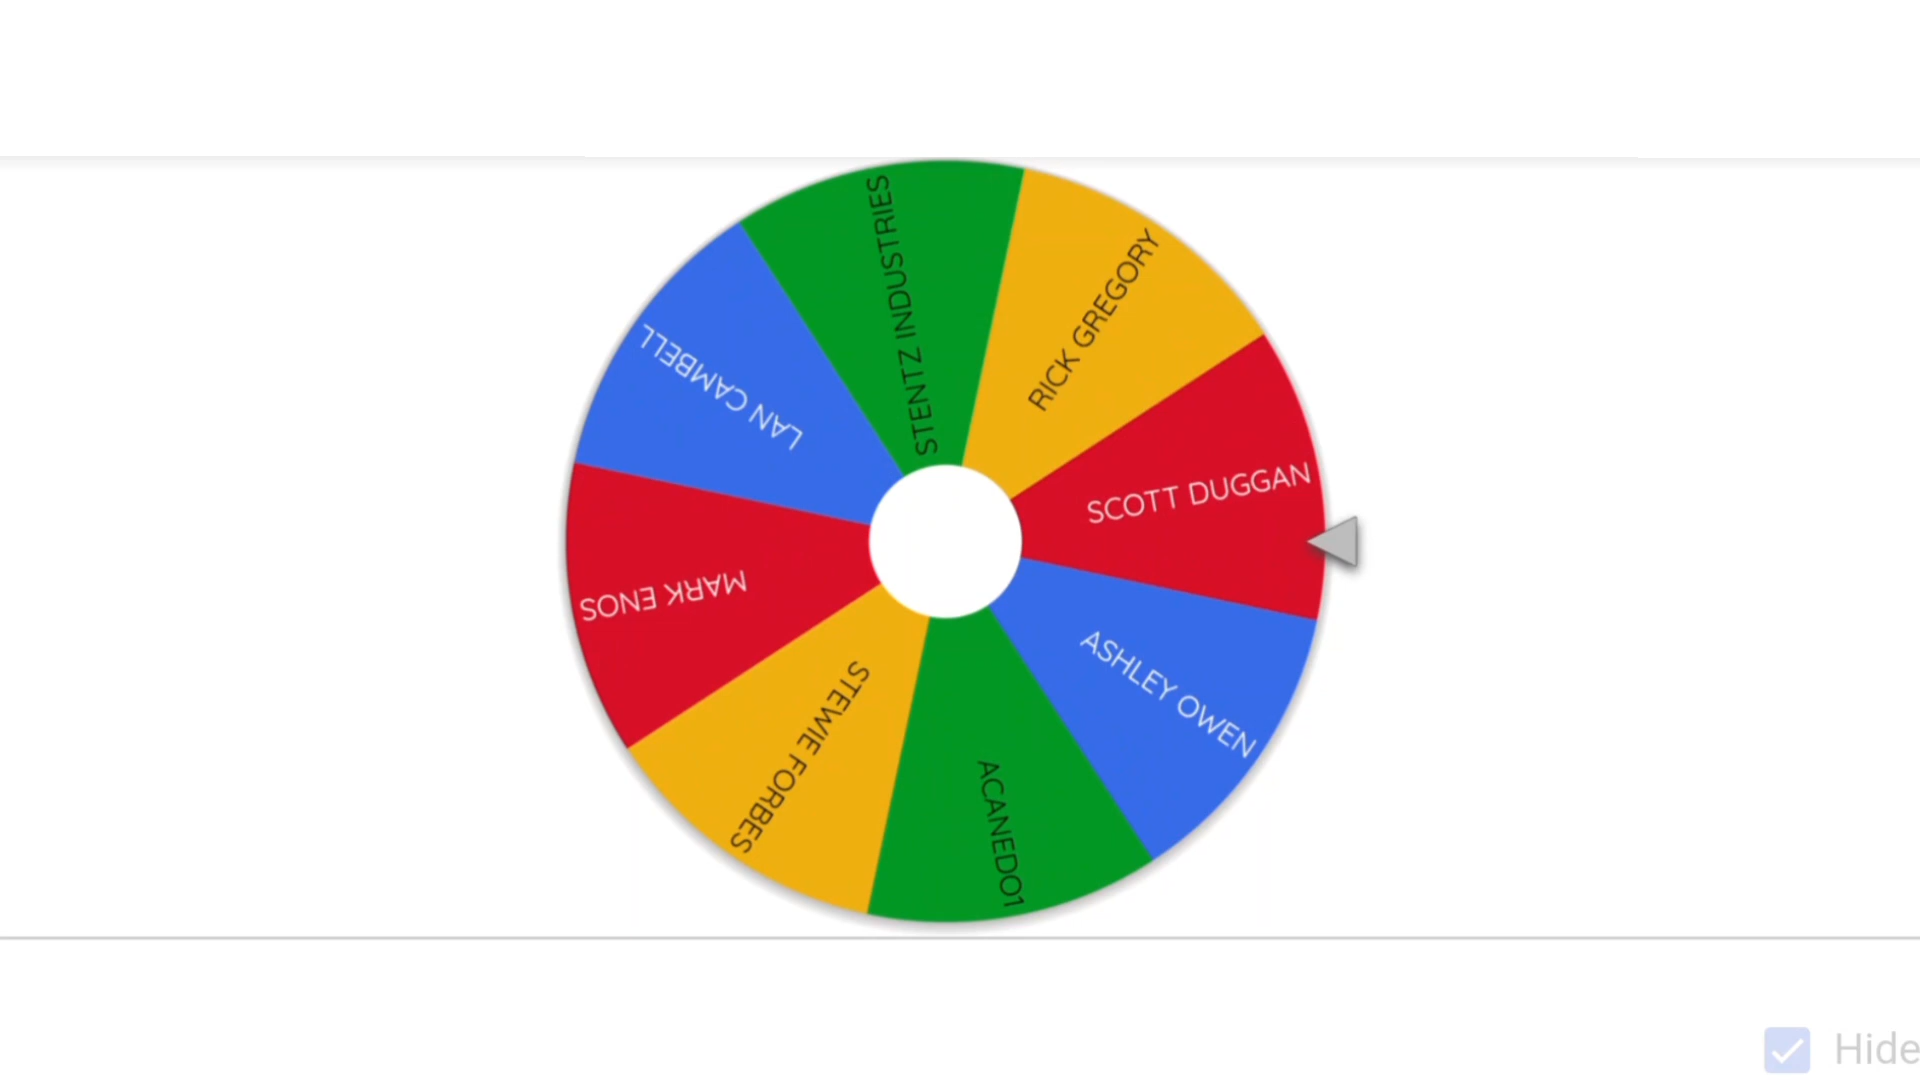 STENTZ INDUSTRIES
RICK GREGORY
SCOTT DUGGAN
ASHLEY OWEN
ACANEDO1
STEWIE FORBES
MARK ENOS
LAN CAMBELL
Hide